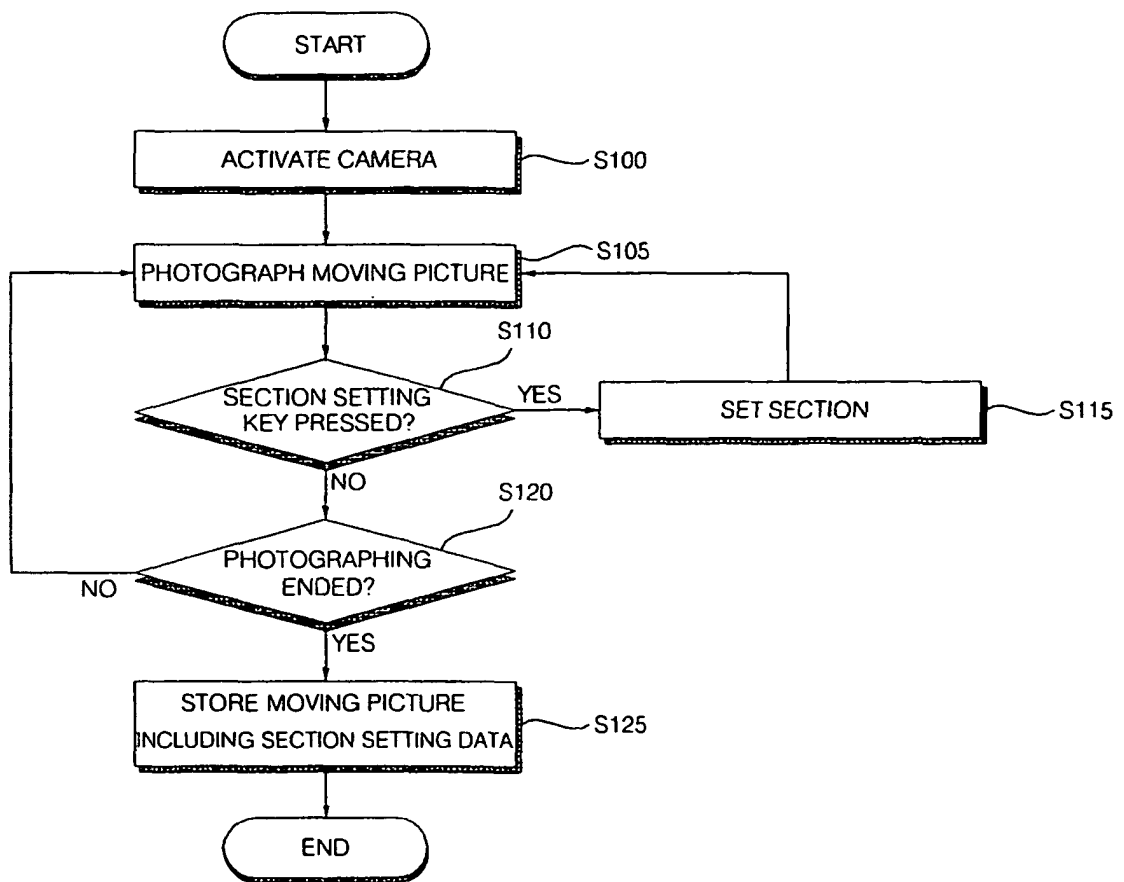 START
ACTIVATE CAMERA
S100
S105
PHOTOGRAPH MOVING PICTURE
S110
SECTION SETTING
KEY PRESSED?
YES
SET SECTION
S115
NO
S120
PHOTOGRAPHING
ENDED?
NO
YES
STORE MOVING PICTURE
INCLUDING SECTION SETTING DATA
S125
END